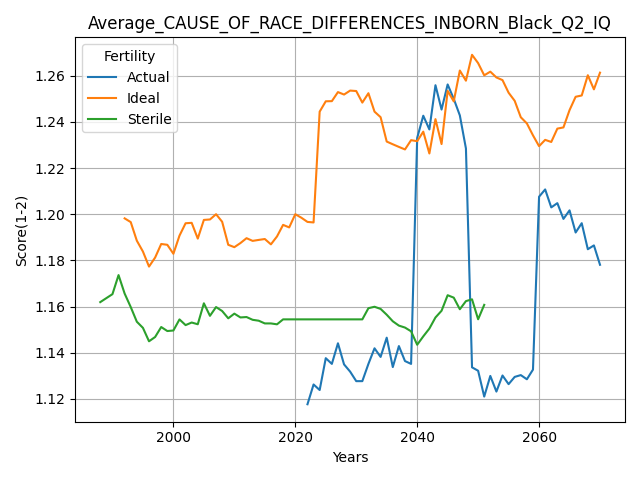 Average_CAUSE_OF_RACE_DIFFERENCES_INBORN_Black_Q2_IQ
Fertility
Actual
Ideal
Sterile
Score(1-2)
1.26
1.24
1.22
1.20
1.18
1.16
1.14
1.12
2000 2020 2040 2060
Years